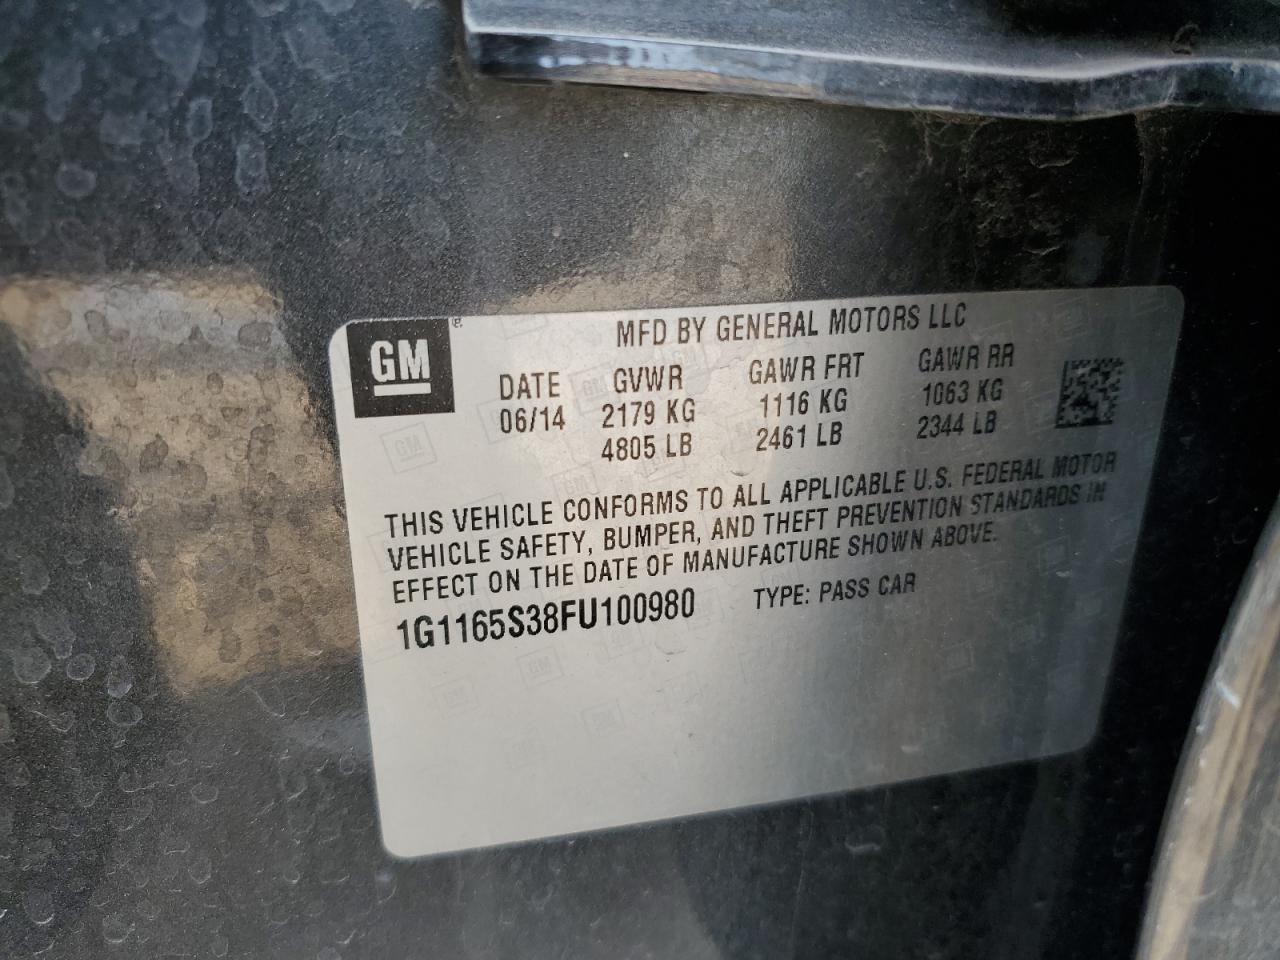 GM
MFD BY GENERAL MOTORS LLC
DATE GVWR GAWR FRT GAWR RR
06/14 2179 KG 1116 KG 1063 KG
4805 LB 2461 LB 2344 LB
THIS VEHICLE CONFORMS TO ALL APPLICABLE U.S. FEDERAL MOTOR
VEHICLE SAFETY, BUMPER, AND THEFT PREVENTION STANDARDS IN
EFFECT ON THE DATE OF MANUFACTURE SHOWN ABOVE.
1G1165S38FU100980 TYPE: PASS CAR